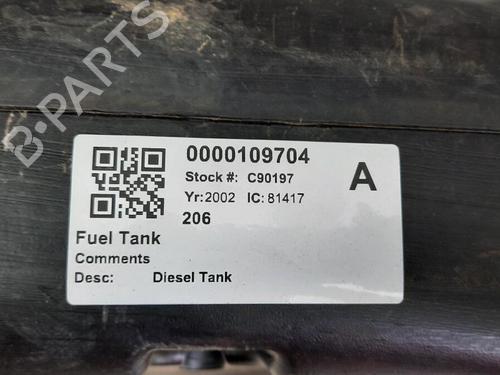 B-PARTS
0000109704
Stock #: C90197
A
Yr:2002 IC:81417
206
Fuel Tank
Comments
Desc: Diesel Tank